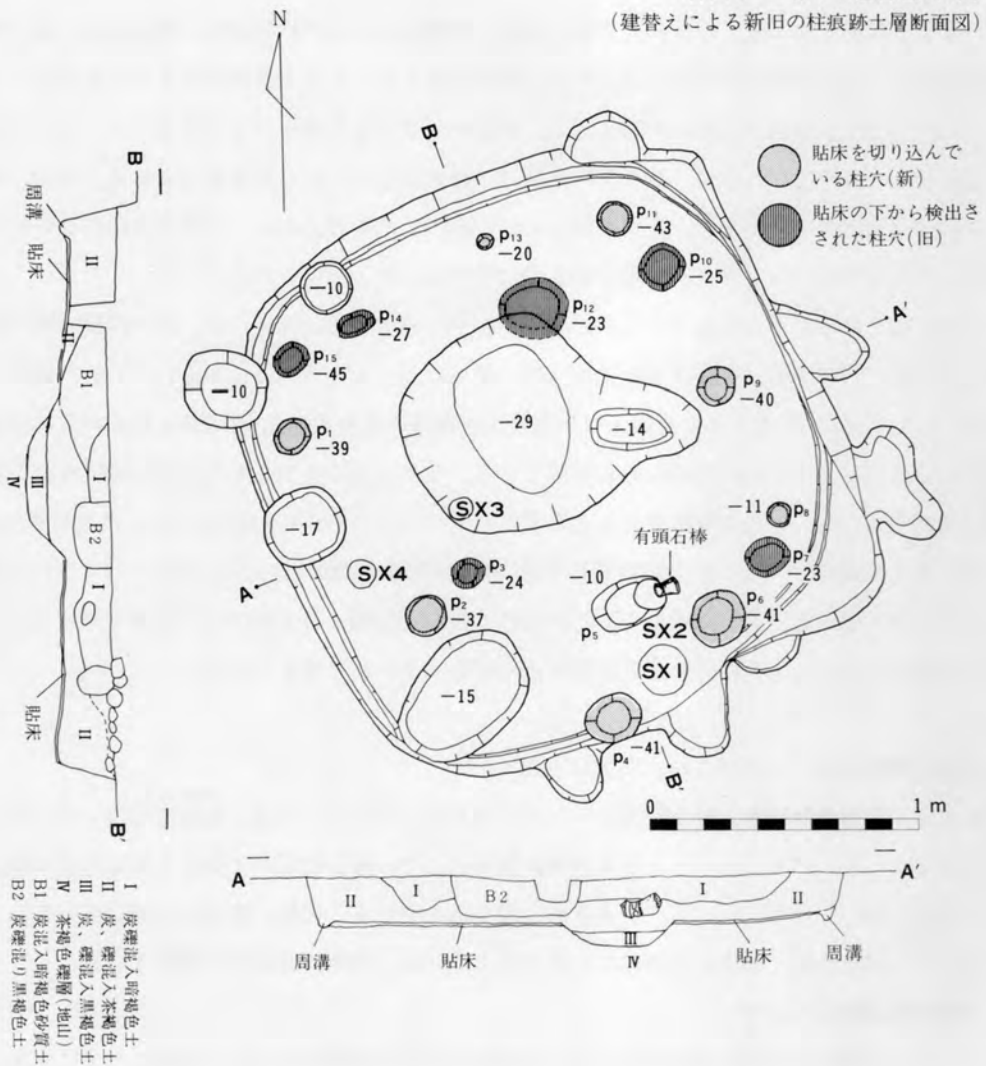 (建替えによる新旧の柱痕跡土層断面図)
N
貼床を切り込んで
いる柱穴(新)
貼床の下から検出さ
された柱穴(旧)
B
周溝
貼床
II
II
B1
III
IV
I
B2
I
貼床
II
B'
B
A'
P11
-43
P13
-20
P10
-25
-10
P14
-27
P12
-23
P15
-45
-10
P9
-40
-29
-14
P1
-39
SX3
-17
-11
P8
有頭石棒
SX4
P3
-24
-10
P7
-23
A
P2
-37
P5
P6
-41
SX2
SX1
-15
P4
-41
B'
0
1m
A
A'
II
I
B2
I
II
III
IV
周溝
貼床
貼床
周溝
I 炭礫混入暗褐色土
II 炭、礫混入茶褐色土
III 炭、礫混入黒褐色土
IV 茶褐色礫層(地山)
B1 炭混入暗褐色砂質土
B2 炭礫混り黒褐色土